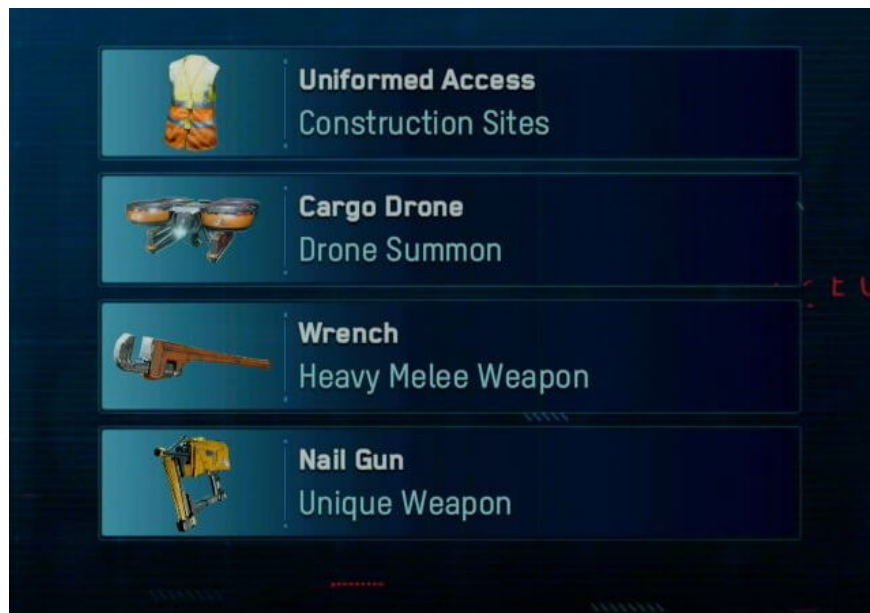 Uniformed Access
Construction Sites
Cargo Drone
Drone Summon
Wrench
Heavy Melee Weapon
Nail Gun
Unique Weapon